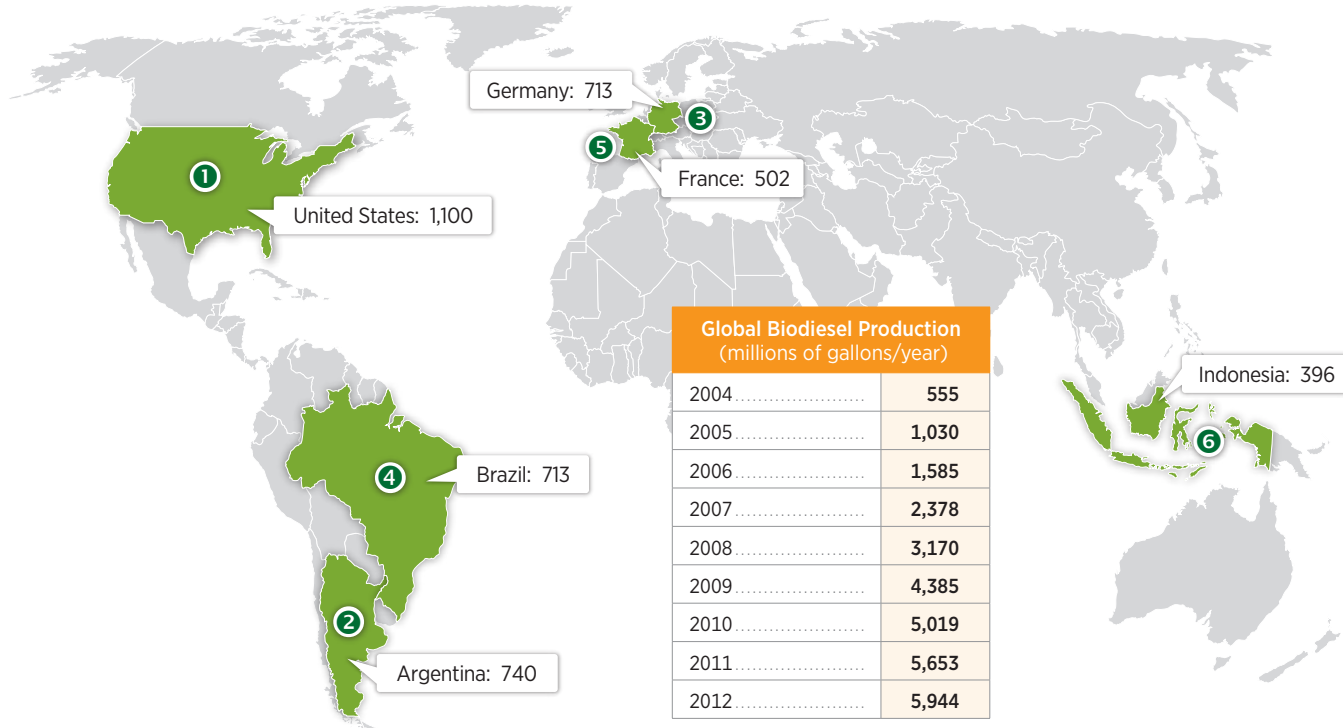 Germany: 713
3
5
France: 502
1
United States: 1,100
Global Biodiesel Production
(millions of gallons/year)
2004 ...................... 555
2005 ...................... 1,030
2006 ...................... 1,585
2007 ...................... 2,378
2008 ...................... 3,170
2009 ...................... 4,385
2010 ...................... 5,019
2011 ...................... 5,653
2012 ...................... 5,944
Indonesia: 396
6
4
Brazil: 713
2
Argentina: 740